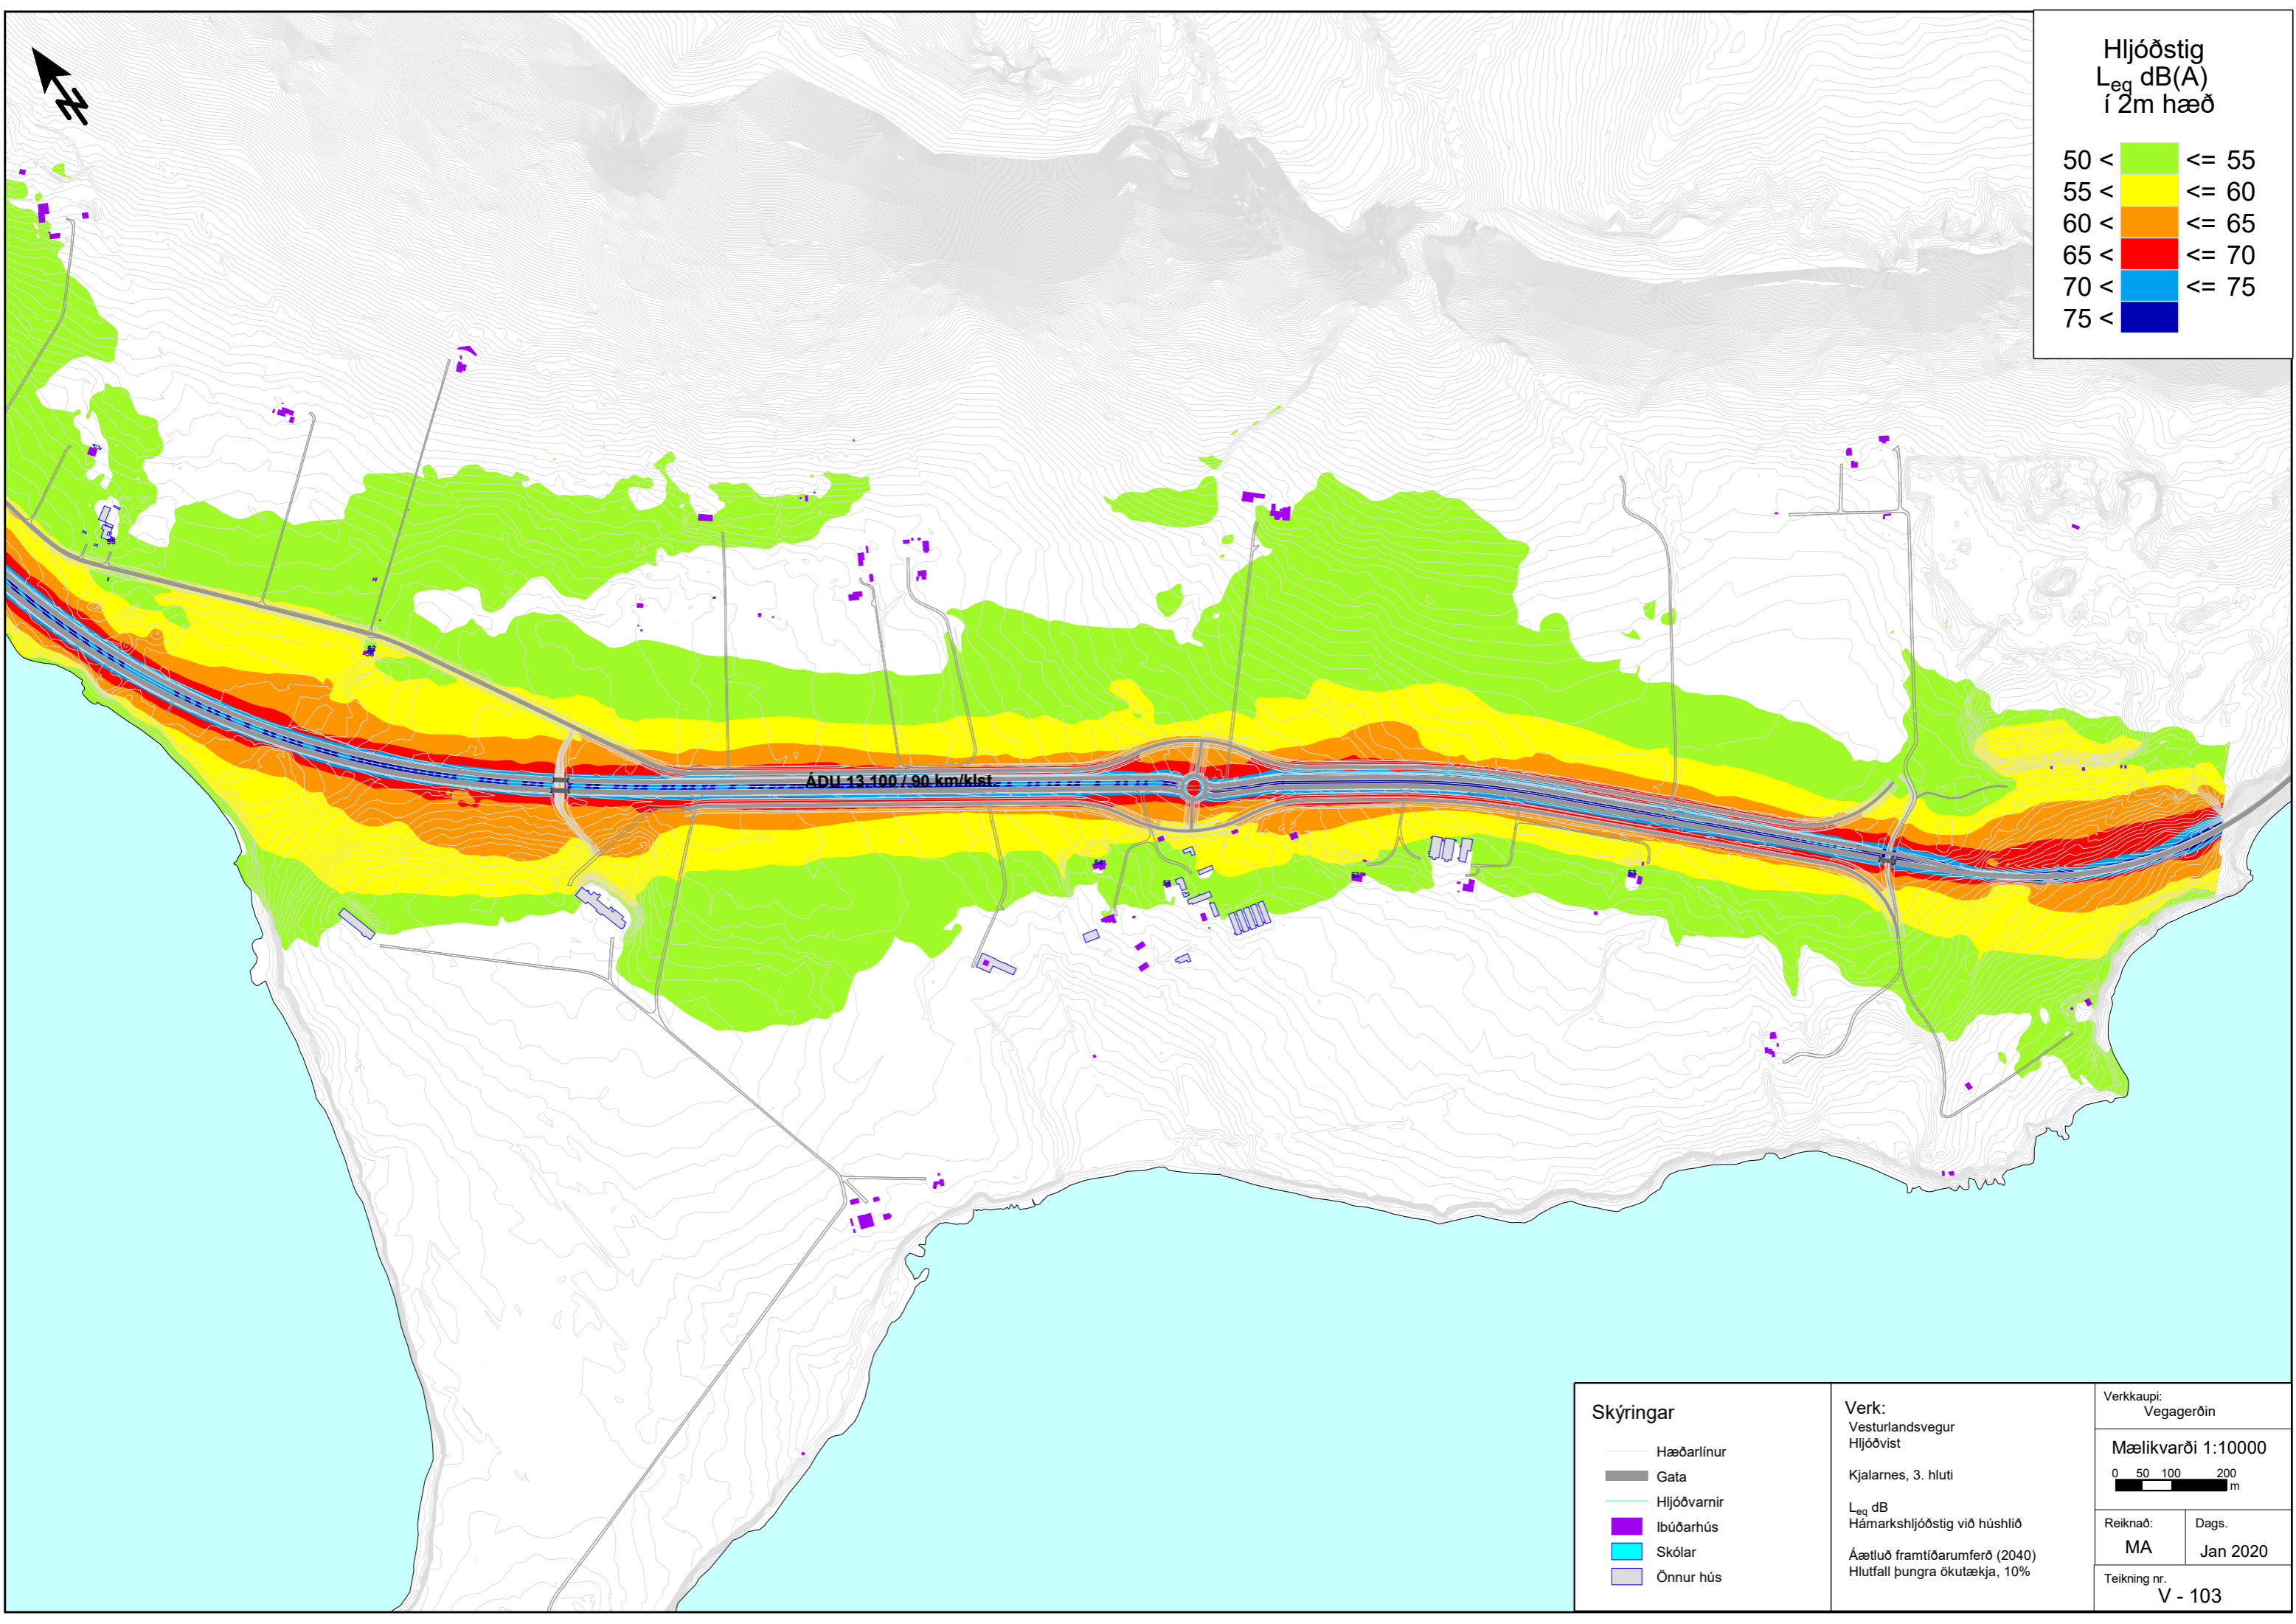 Hljóðstig
Leq dB(A)
í 2m hæð
50 < <= 55
55 < <= 60
60 < <= 65
65 < <= 70
70 < <= 75
75 <
N
ÁDU 13.100 / 90 km/klst.
53
53
Skýringar
Hæðarlínur
Gata
Hljóðvarnir
Ibúðarhús
Skólar
Önnur hús
Verk:
Vesturlandsvegur
Hljóðvist
Kjalarnes, 3. hluti
Leq dB
Hámarkshljóðstig við húshlið
Áætluð framtíðarumferð (2040)
Hlutfall þungra ökutækja, 10%
Verkkaupi:
Vegagerðin
Mælikvarði 1:10000
0 50 100 200
m
Reiknað:
MA
Dags.
Jan 2020
Teikning nr.
V - 103